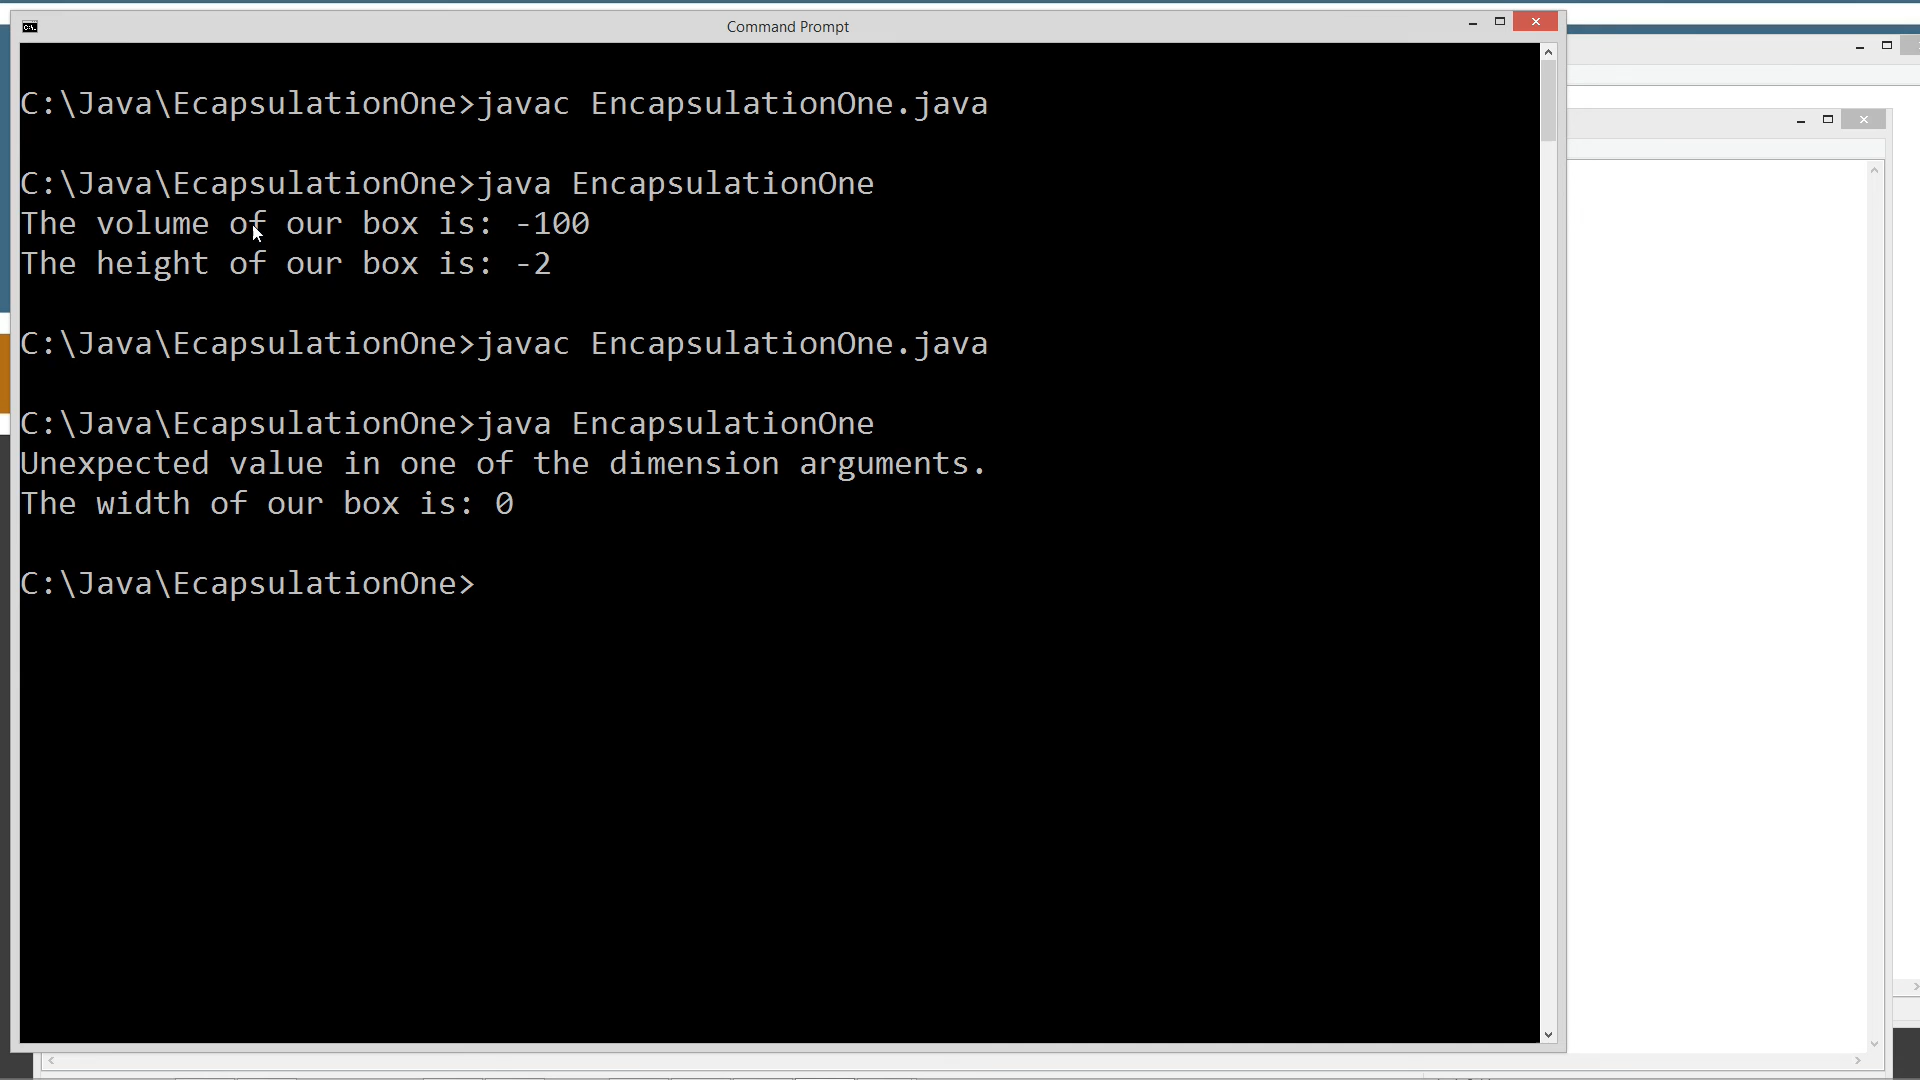 Command Prompt
C:\Java\EcapsulationOne>javac EncapsulationOne.java
C:\Java\EcapsulationOne>java EncapsulationOne
The volume of our box is: -100
The height of our box is: -2
C:\Java\EcapsulationOne>javac EncapsulationOne.java
C:\Java\EcapsulationOne>java EncapsulationOne
Unexpected value in one of the dimension arguments.
The width of our box is: 0
C:\Java\EcapsulationOne>